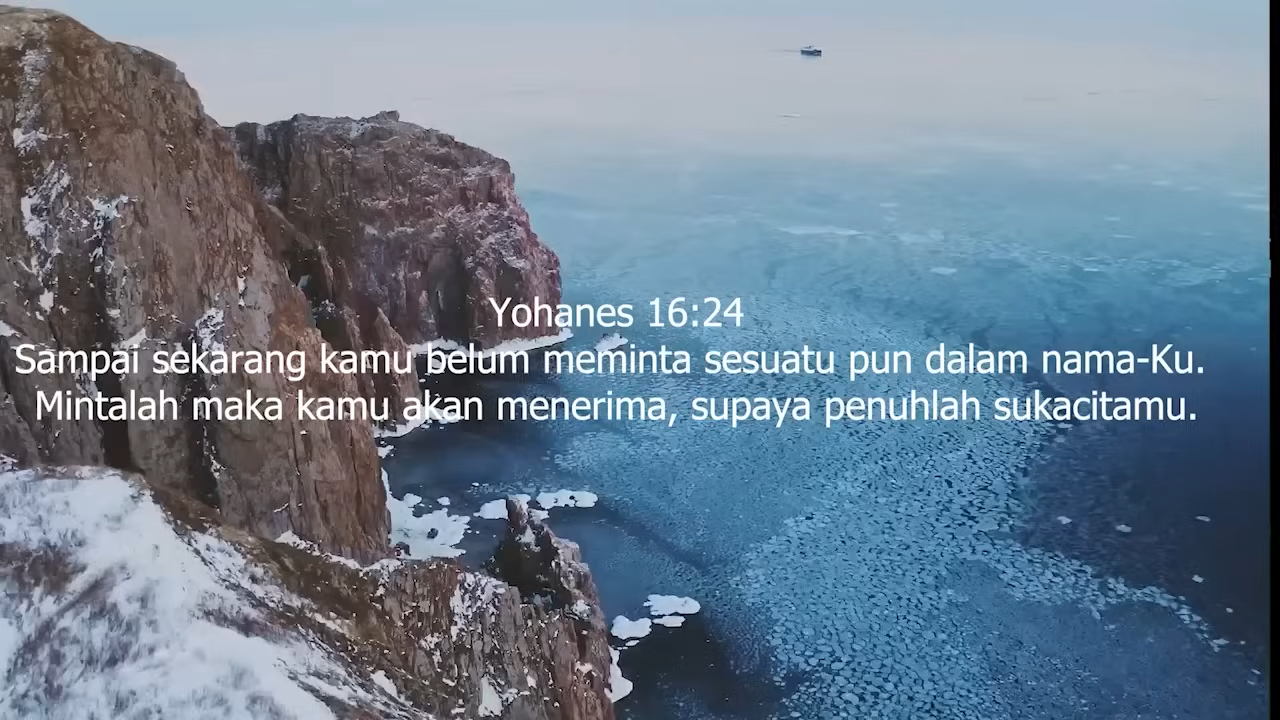 Yohanes 16:24
Sampai sekarang kamu belum meminta sesuatu pun dalam nama-Ku.
Mintalah maka kamu akan menerima, supaya penuhlah sukacitamu.